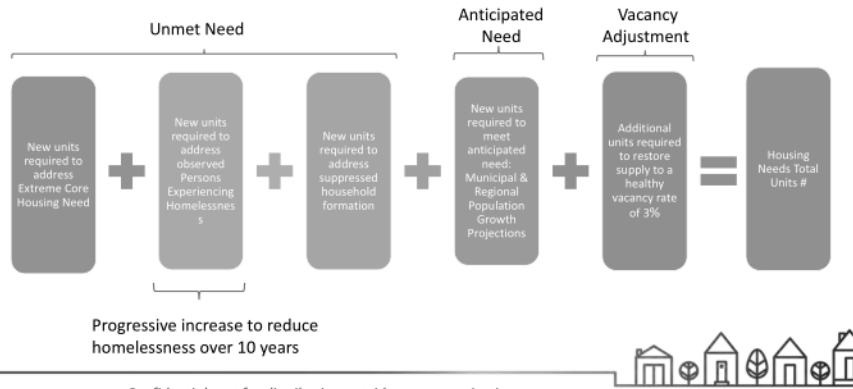 Unmet Need
Anticipated
Need
Vacancy
Adjustment
New units
required to
address
Extreme Core
Housing Need
New units
required to
address
observed
Persons
Experiencing
Homelessnes
s
New units
required to
address
suppressed
household
formation
New units
required to
meet
anticipated
need:
Municipal &
Regional
Population
Growth
Projections
Additional
units required
to restore
supply to a
healthy
vacancy rate
of 3%
Housing
Needs Total
Units #
Progressive increase to reduce
homelessness over 10 years